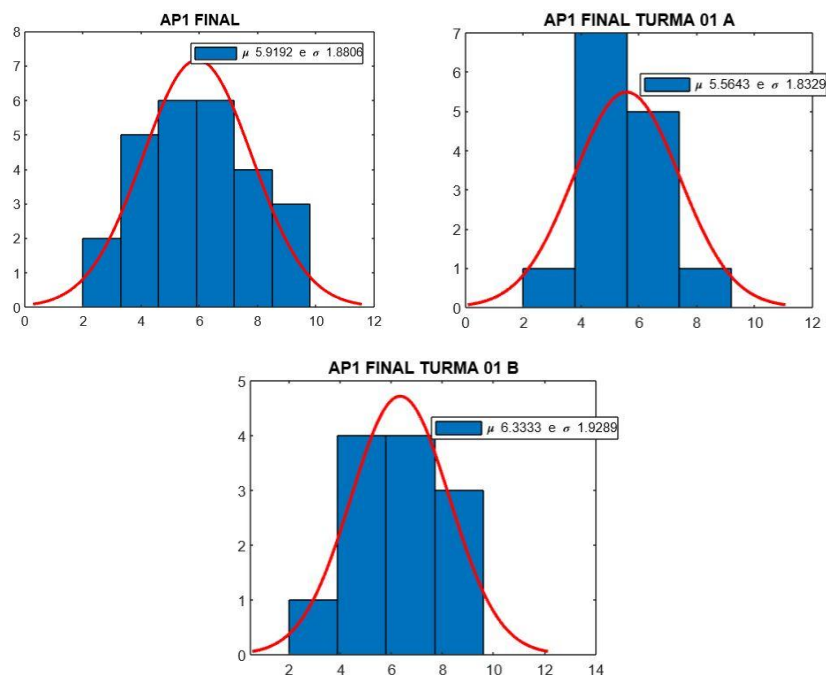 AP1 FINAL
μ 5.9192 e σ 1.8806
8
7
6
5
4
3
2
1
0
0 2 4 6 8 10 12
AP1 FINAL TURMA 01 A
μ 5.5643 e σ 1.8329
7
6
5
4
3
2
1
0
0 2 4 6 8 10 12
AP1 FINAL TURMA 01 B
μ 6.3333 e σ 1.9289
5
4
3
2
1
0
2 4 6 8 10 12 14